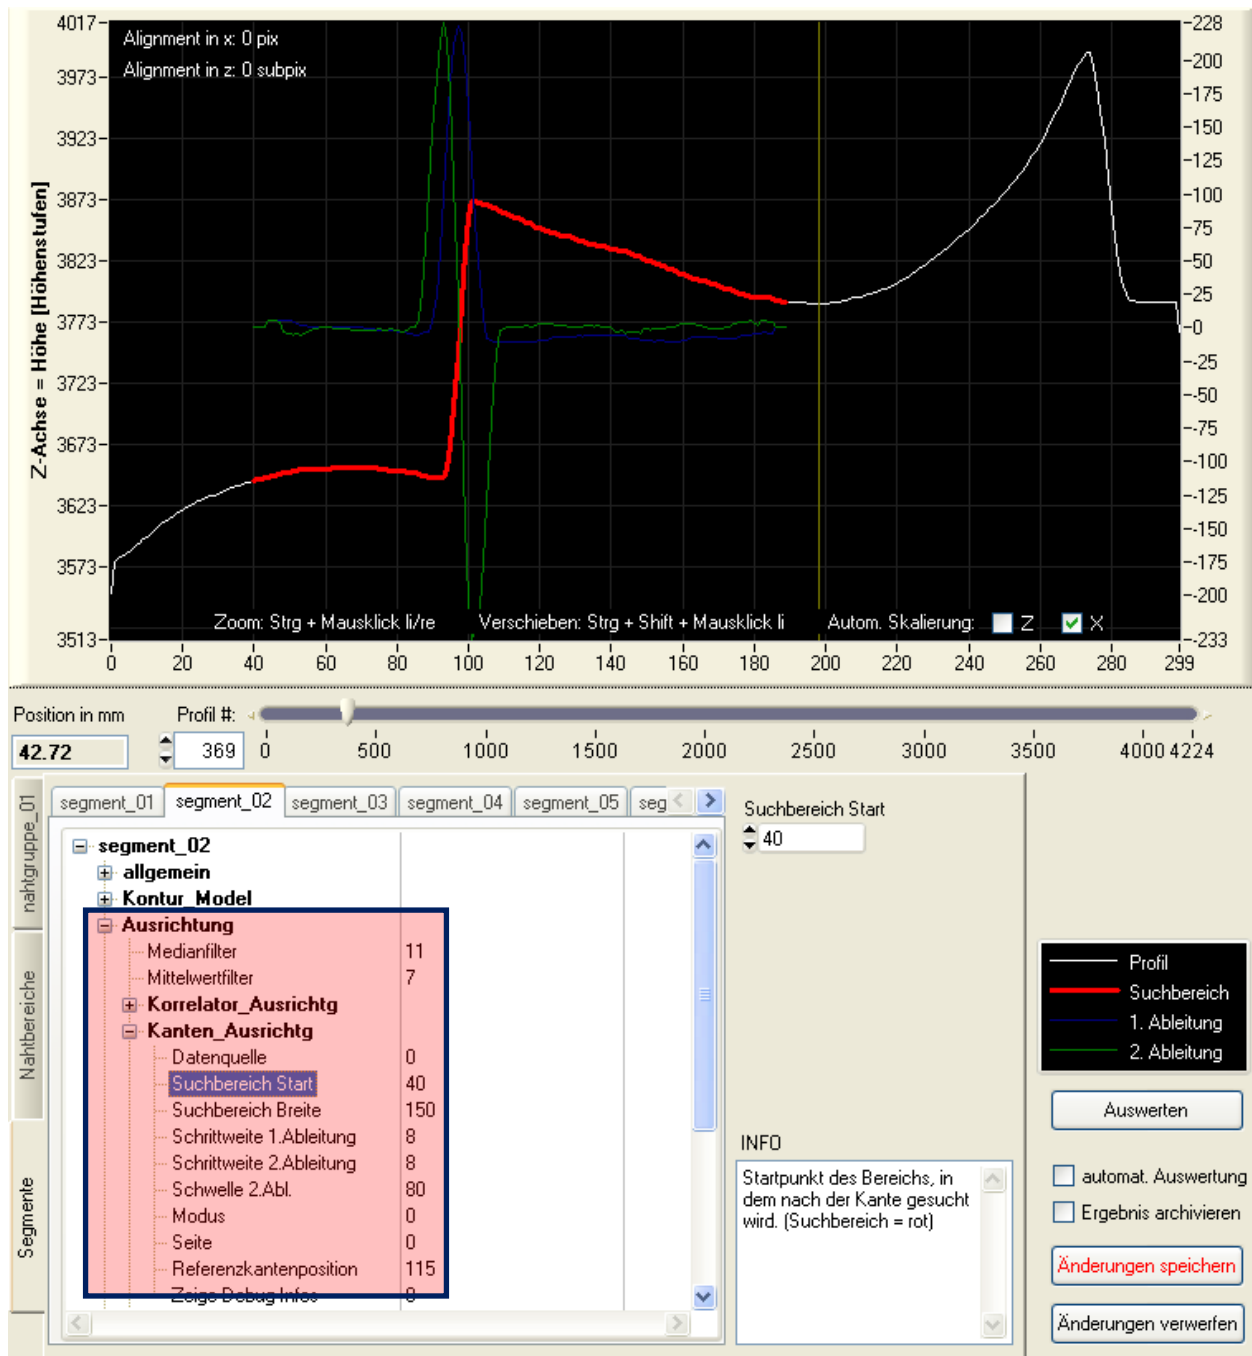 Alignment in x: 0 pix
Alignment in z: 0 subpix
Z-Achse = Höhe [Höhenstufen]
4017
3973
3923
3873
3823
3773
3723
3673
3623
3573
3513
-228
-200
-175
-150
-125
-100
-75
-50
-25
-0
--25
--50
--75
--100
--125
--150
--175
--200
--233
Zoom: Strg + Mausklick li/re Verschieben: Strg + Shift + Mausklick li Autom. Skalierung: Z X
0 20 40 60 80 100 120 140 160 180 200 220 240 260 280 299
Position in mm Profil #:
42.72 369
0 500 1000 1500 2000 2500 3000 3500 4000 4224
nahtgruppe_01
Nahtbereiche
Segmente
segment_01 segment_02 segment_03 segment_04 segment_05 seg
segment_02
allgemein
Kontur_Model
Ausrichtung
Medianfilter 11
Mittelwertfilter 7
Korrelator_Ausrichtg
Kanten_Ausrichtg
Datenquelle 0
Suchbereich Start 40
Suchbereich Breite 150
Schrittweite 1.Ableitung 8
Schrittweite 2.Ableitung 8
Schwelle 2.Abl. 80
Modus 0
Seite 0
Referenzkantenposition 115
Zeige Debug Infos 0
Suchbereich Start
40
INFO
Startpunkt des Bereichs, in
dem nach der Kante gesucht
wird. (Suchbereich = rot)
Profil
Suchbereich
1. Ableitung
2. Ableitung
Auswerten
automat. Auswertung
Ergebnis archivieren
Änderungen speichern
Änderungen verwerfen